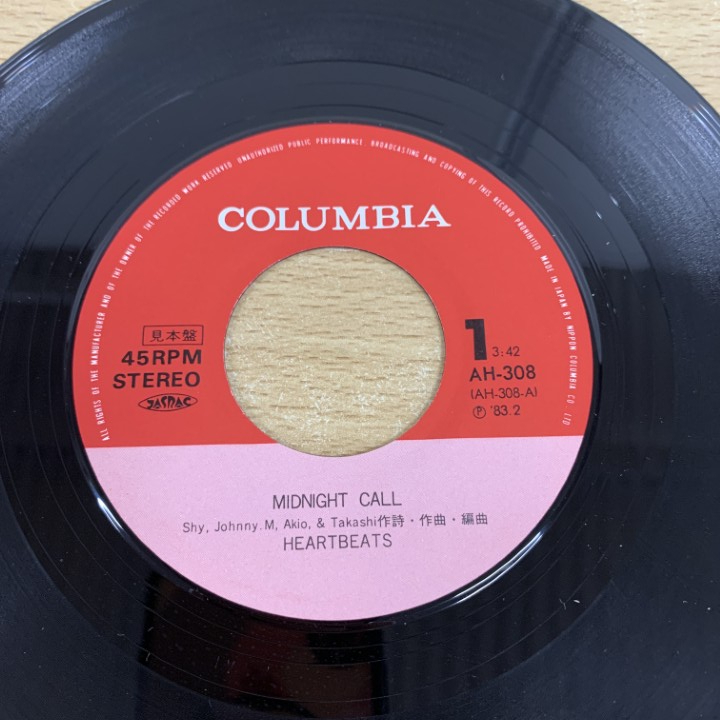 ALL RIGHTS OF THE MANUFACTURER AND OF THE OWNER OF THE RECORDED WORK RESERVED. UNAUTHORIZED PUBLIC PERFORMANCE. BROADCASTING AND COPYING OF THIS RECORD PROHIBITED. MADE IN JAPAN BY NIPPON COLUMBIA CO. LTD
COLUMBIA
見本盤
45RPM
STEREO
JASRAC
1 3:42
AH-308
(AH-308-A)
Ⓟ '83.2
MIDNIGHT CALL
Shy, Johnny.M, Akio, & Takashi作詩・作曲・編曲
HEARTBEATS